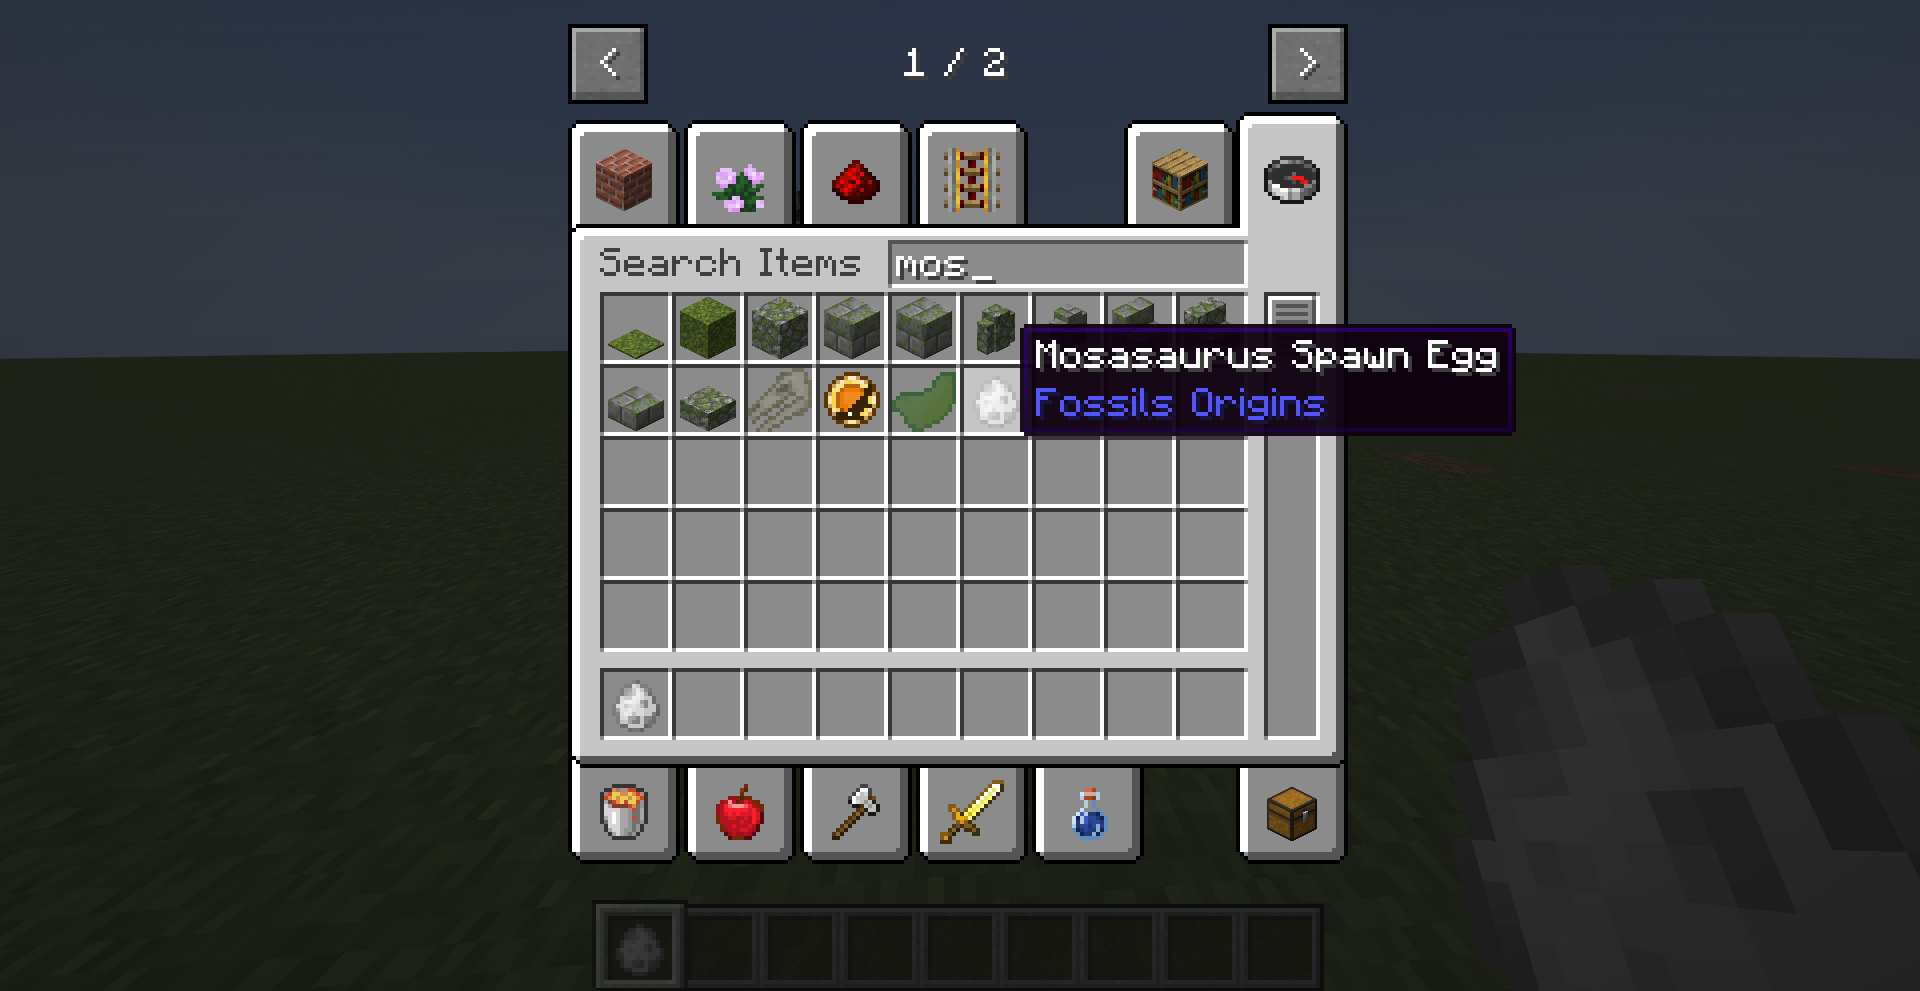 <
1 / 2
>
Search Items
mos_
Mosasaurus Spawn Egg
Fossils Origins